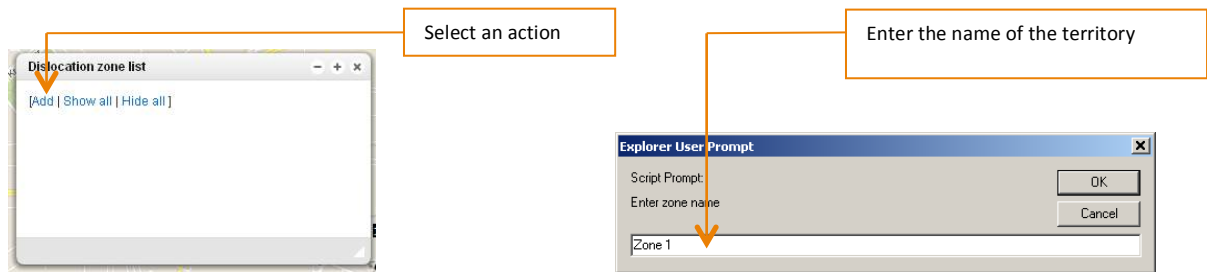 Select an action
Enter the name of the territory
Dislocation zone list
[Add | Show all | Hide all ]
Explorer User Prompt
Script Prompt:
OK
Enter zone name
Cancel
Zone 1